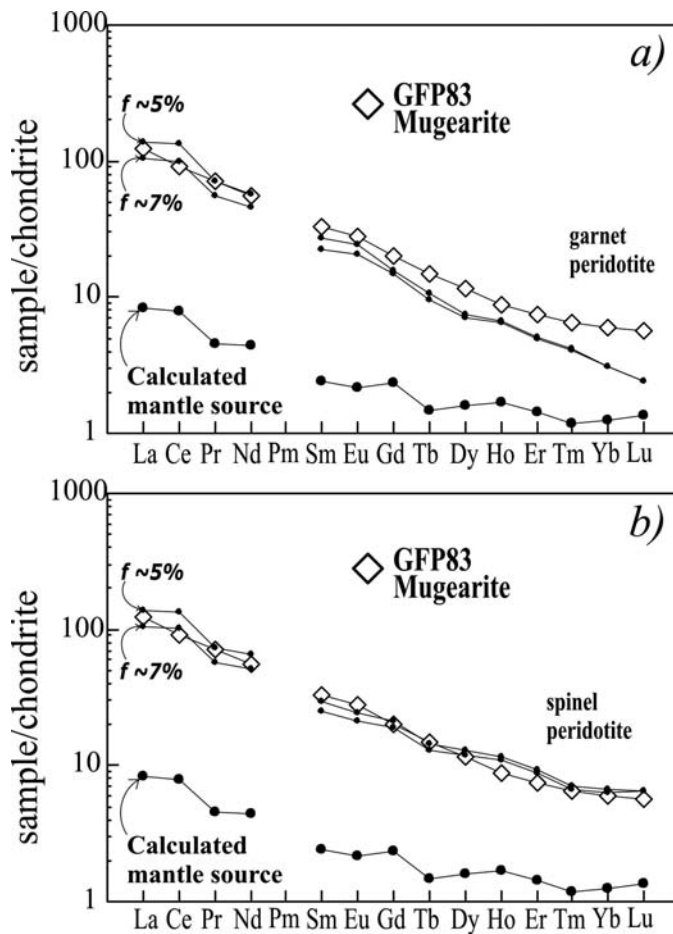 1000
a)
GFP83
Mugearite
f ~5%
100
f ~7%
garnet
peridotite
10
Calculated
mantle source
1
sample/chondrite
La Ce Pr Nd Pm Sm Eu Gd Tb Dy Ho Er Tm Yb Lu
1000
b)
GFP83
Mugearite
f ~5%
100
f ~7%
spinel
peridotite
10
Calculated
mantle source
1
sample/chondrite
La Ce Pr Nd Pm Sm Eu Gd Tb Dy Ho Er Tm Yb Lu